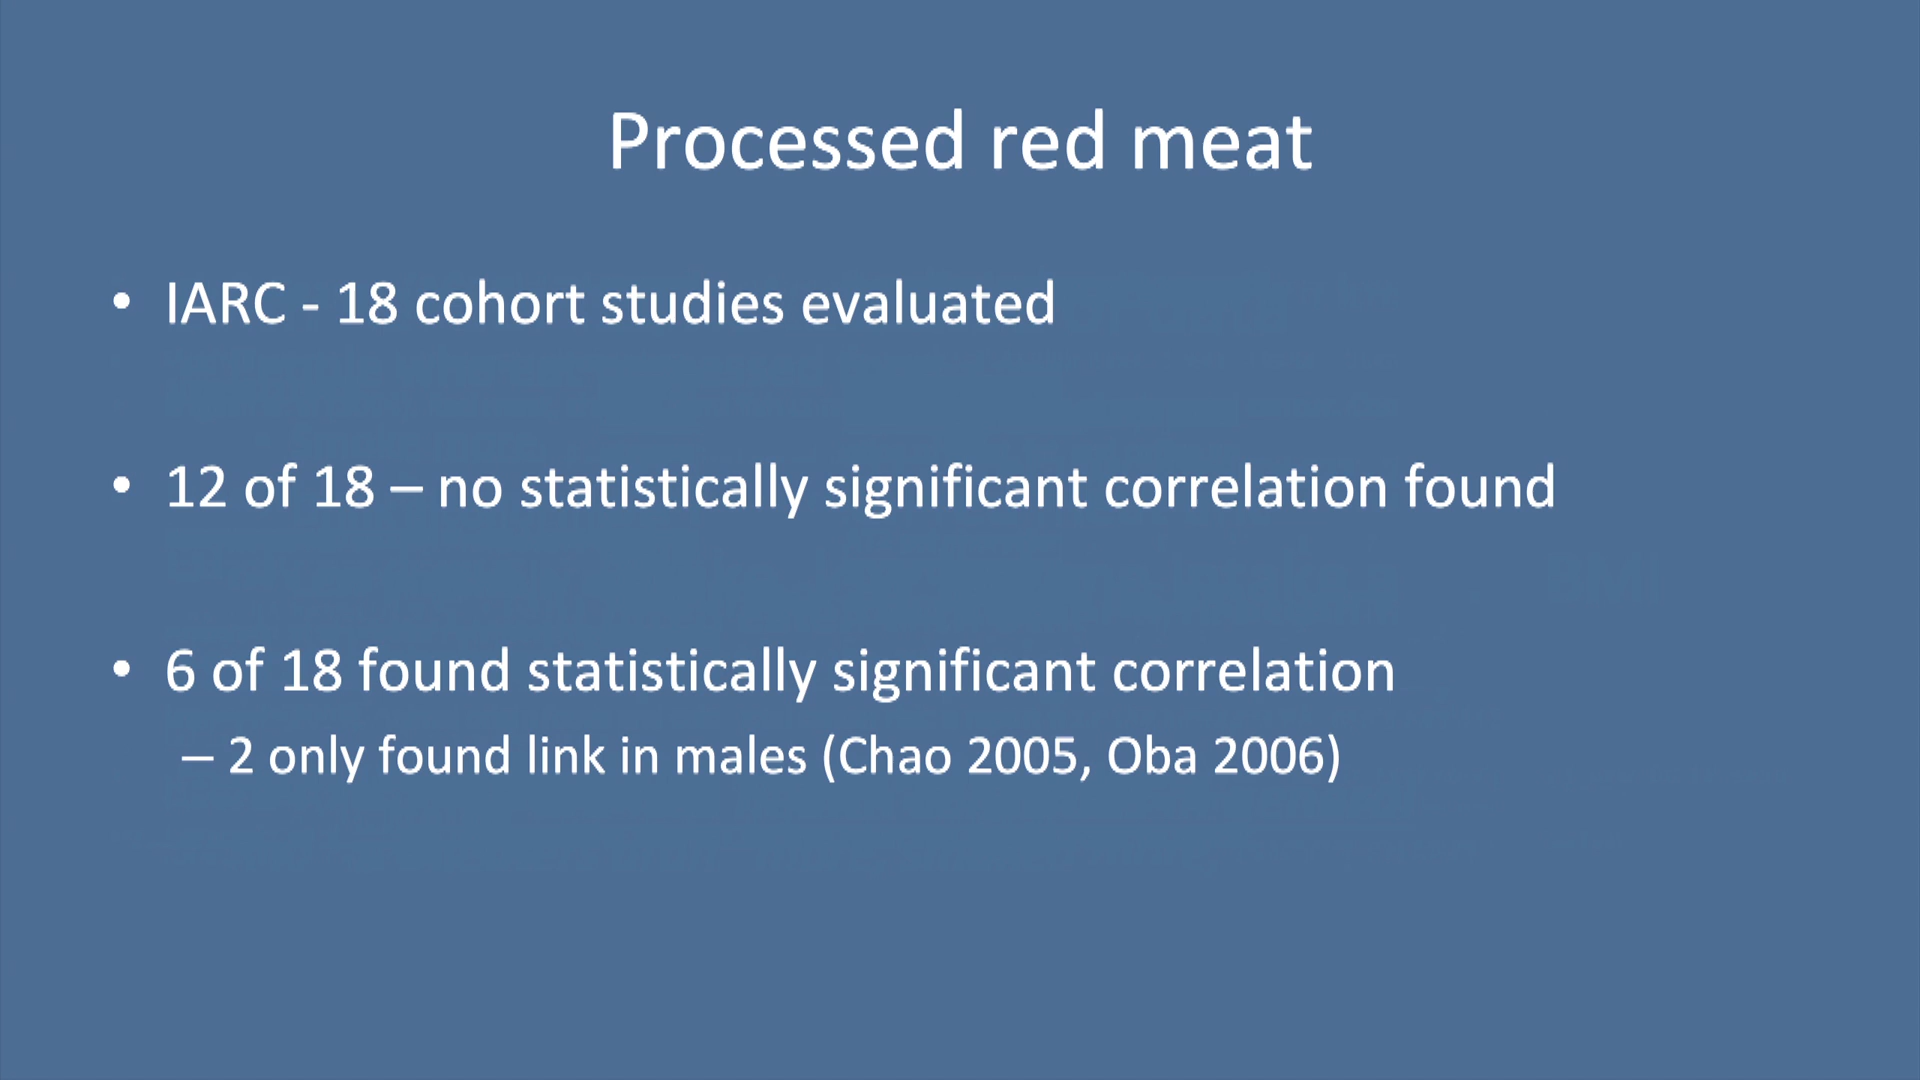 Processed red meat
• IARC - 18 cohort studies evaluated
• 12 of 18 – no statistically significant correlation found
• 6 of 18 found statistically significant correlation
– 2 only found link in males (Chao 2005, Oba 2006)